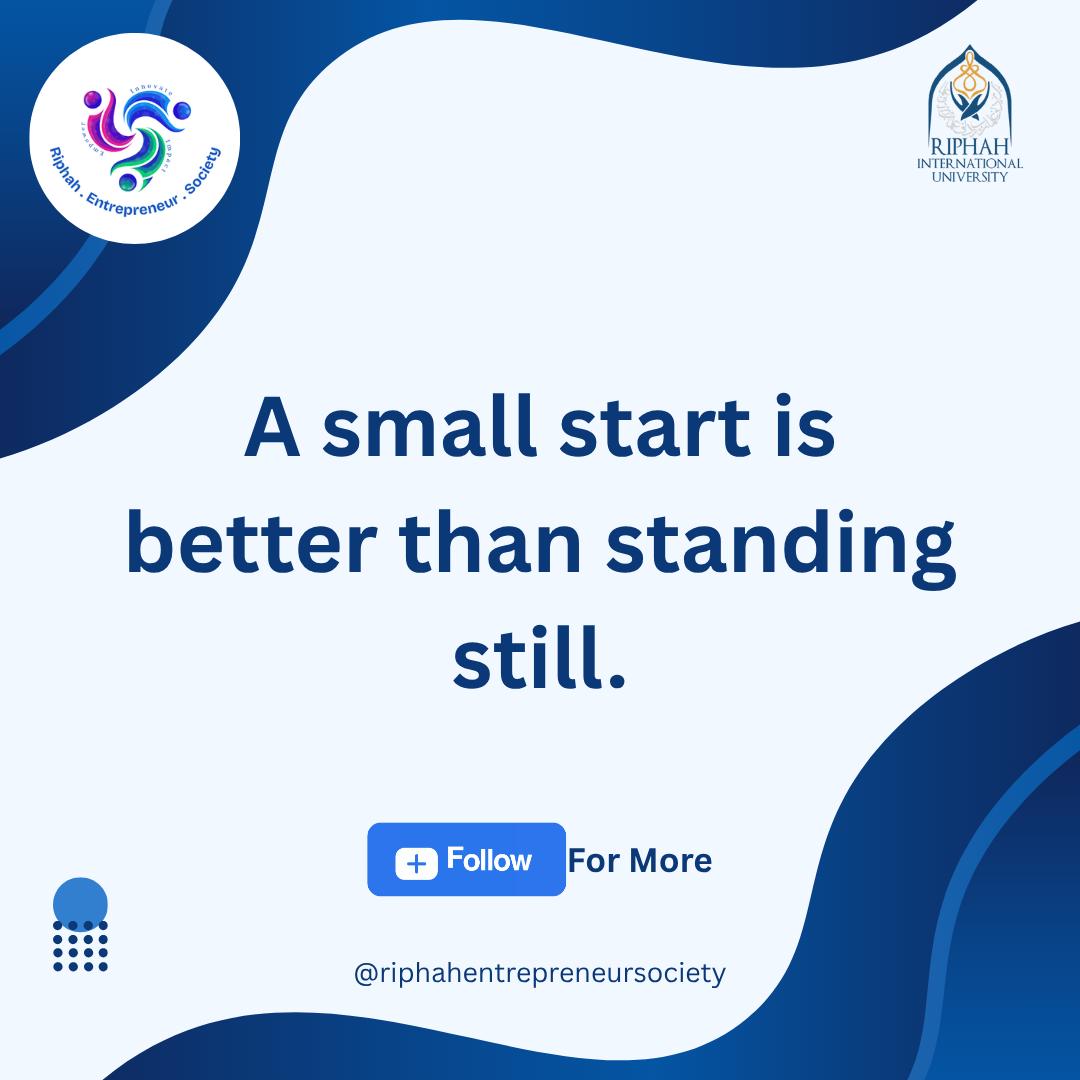 Innovate
Empower
Impact
Riphah . Entrepreneur . Society
RIPHAH
INTERNATIONAL
UNIVERSITY
A small start is
better than standing
still.
Follow For More
@riphahentrepreneursociety